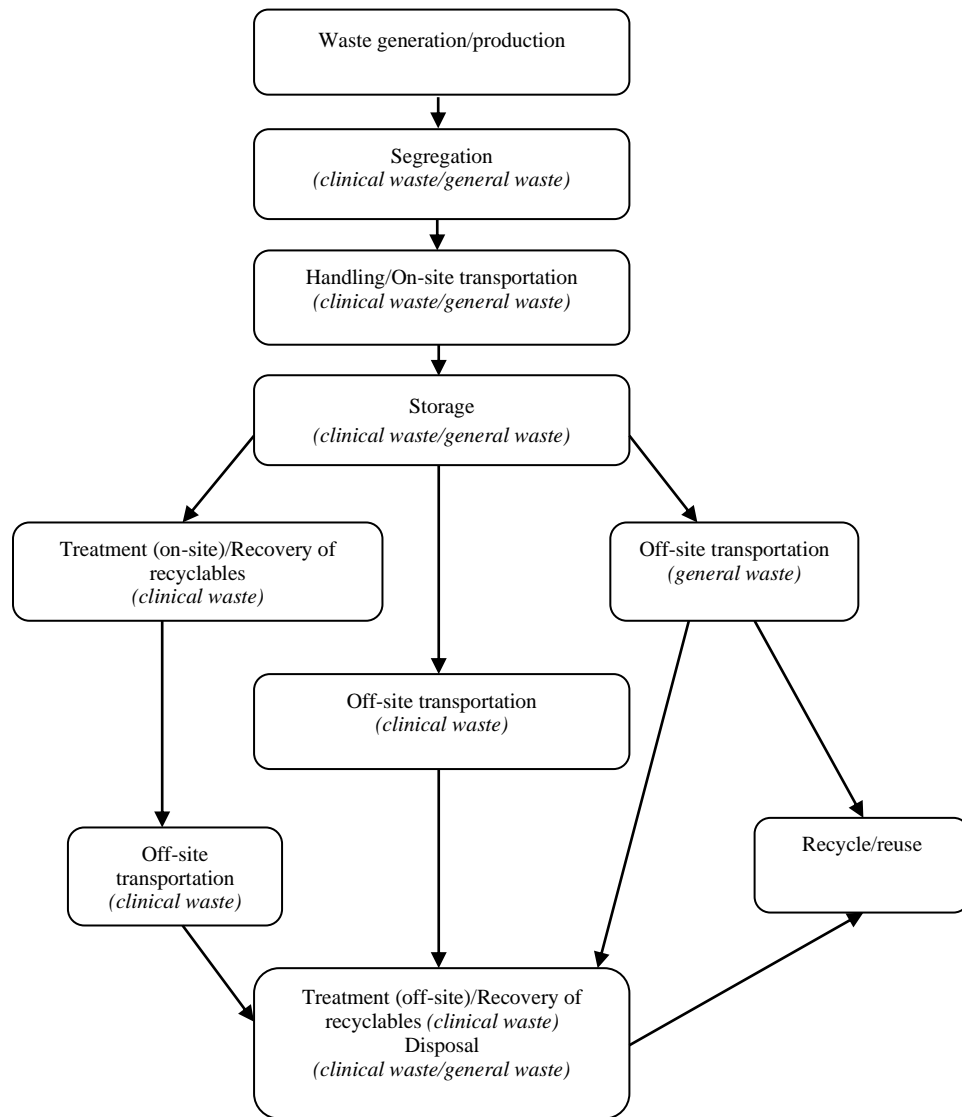 Waste generation/production
Segregation
(clinical waste/general waste)
Handling/On-site transportation
(clinical waste/general waste)
Storage
(clinical waste/general waste)
Treatment (on-site)/Recovery of
recyclables
(clinical waste)
Off-site transportation
(general waste)
Off-site transportation
(clinical waste)
Off-site
transportation
(clinical waste)
Recycle/reuse
Treatment (off-site)/Recovery of
recyclables (clinical waste)
Disposal
(clinical waste/general waste)